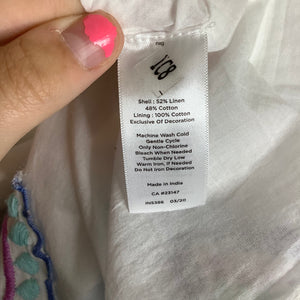 Shell : 52% Linen
48% Cotton
Lining : 100% Cotton
Exclusive Of Decoration
Machine Wash Cold
Gentle Cycle
Only Non-Chlorine
Bleach When Needed
Tumble Dry Low
Warm Iron, If Needed
Do Not Iron Decoration
Made in India
CA #23147
03/20